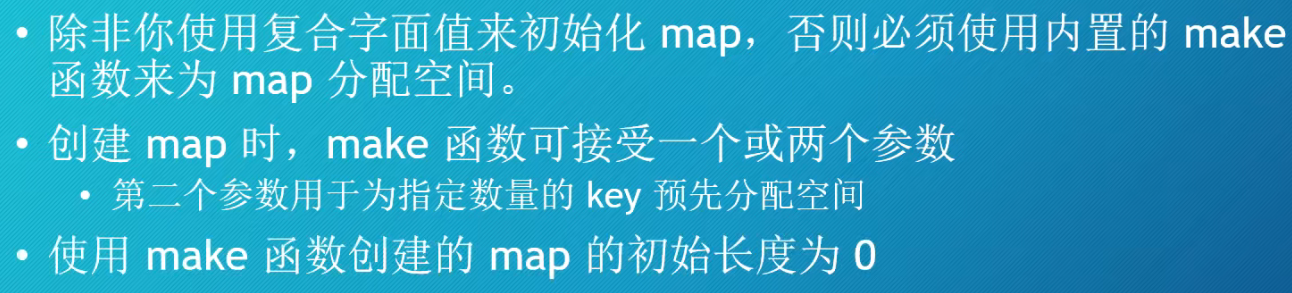 • 除非你使用复合字面值来初始化 map，否则必须使用内置的 make
函数来为 map 分配空间。
• 创建 map 时，make 函数可接受一个或两个参数
• 第二个参数用于为指定数量的 key 预先分配空间
• 使用 make 函数创建的 map 的初始长度为 0